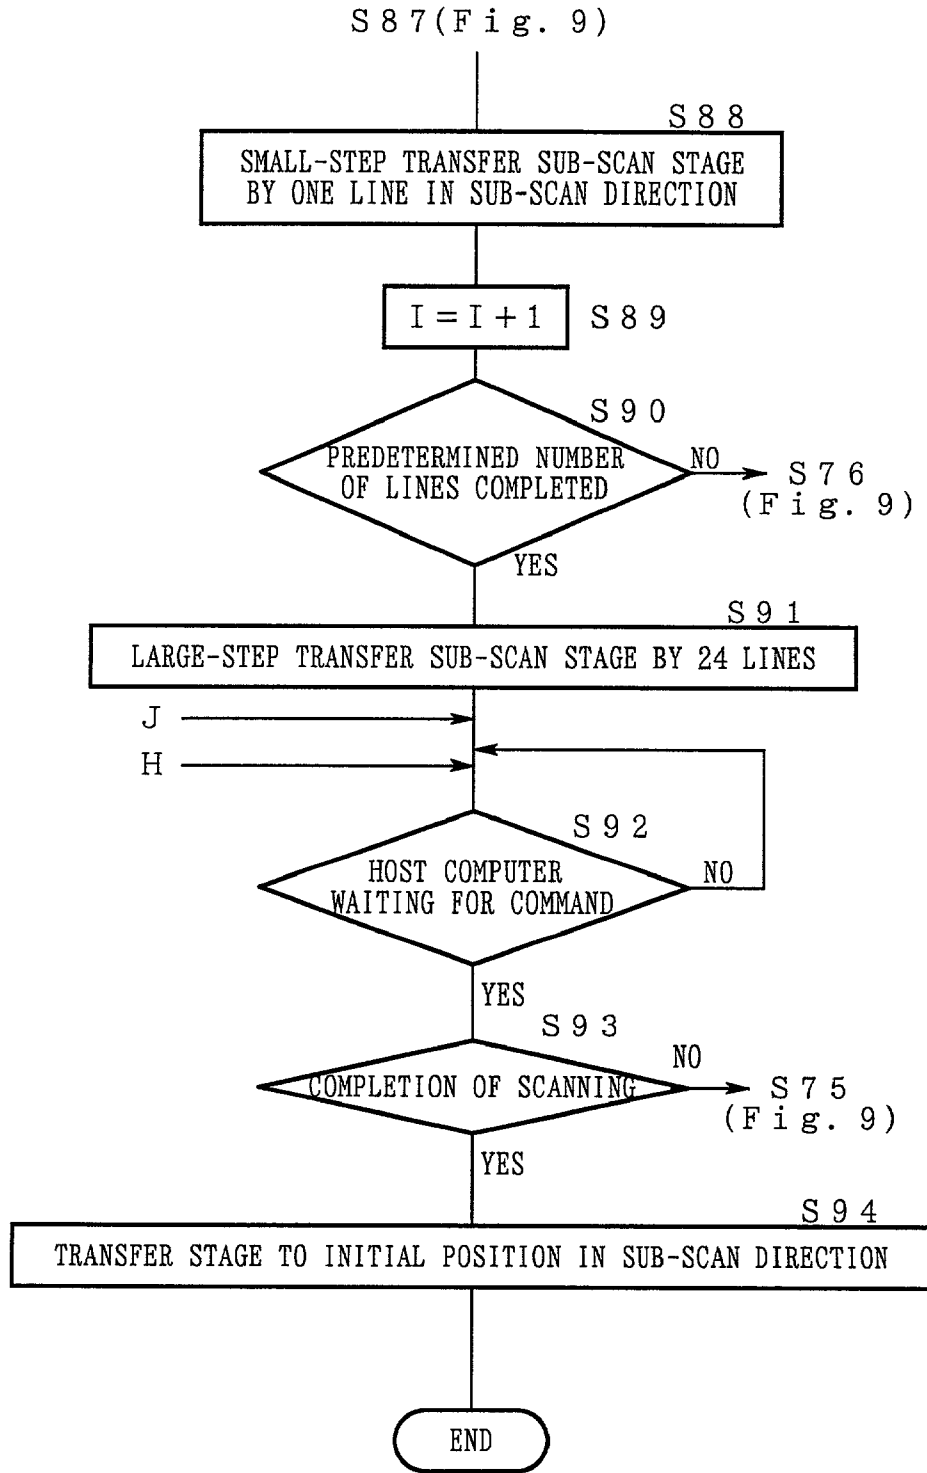 S87(Fig. 9)
S88
SMALL-STEP TRANSFER SUB-SCAN STAGE
BY ONE LINE IN SUB-SCAN DIRECTION
I=I+1 S89
S90
PREDETERMINED NUMBER
OF LINES COMPLETED
NO
S76
(Fig. 9)
YES
S91
LARGE-STEP TRANSFER SUB-SCAN STAGE BY 24 LINES
J
H
S92
HOST COMPUTER
WAITING FOR COMMAND
NO
YES
S93
COMPLETION OF SCANNING
NO
S75
(Fig. 9)
YES
S94
TRANSFER STAGE TO INITIAL POSITION IN SUB-SCAN DIRECTION
END